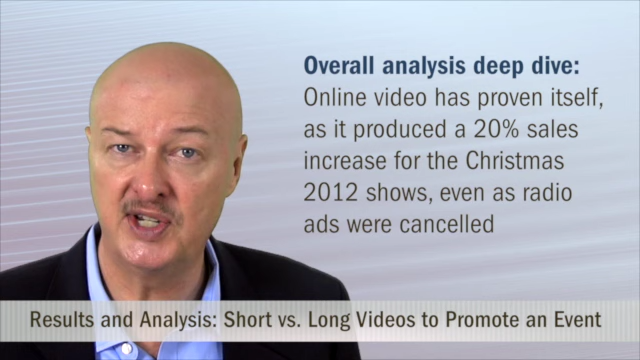 Overall analysis deep dive:
Online video has proven itself,
as it produced a 20% sales
increase for the Christmas
2012 shows, even as radio
ads were cancelled
Results and Analysis: Short vs. Long Videos to Promote an Event